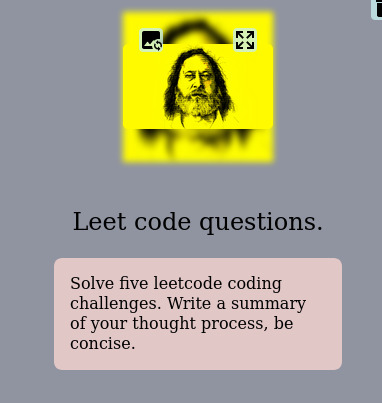 Leet code questions.
Solve five leetcode coding
challenges. Write a summary
of your thought process, be
concise.